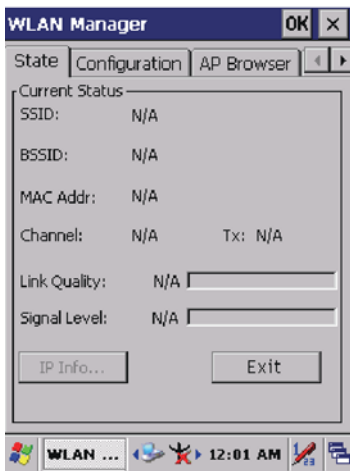 WLAN Manager OK
State Configuration AP Browser
Current Status
SSID: N/A
BSSID: N/A
MAC Addr: N/A
Channel: N/A Tx: N/A
Link Quality: N/A
Signal Level: N/A
IP Info... Exit
WLAN ... 12:01 AM